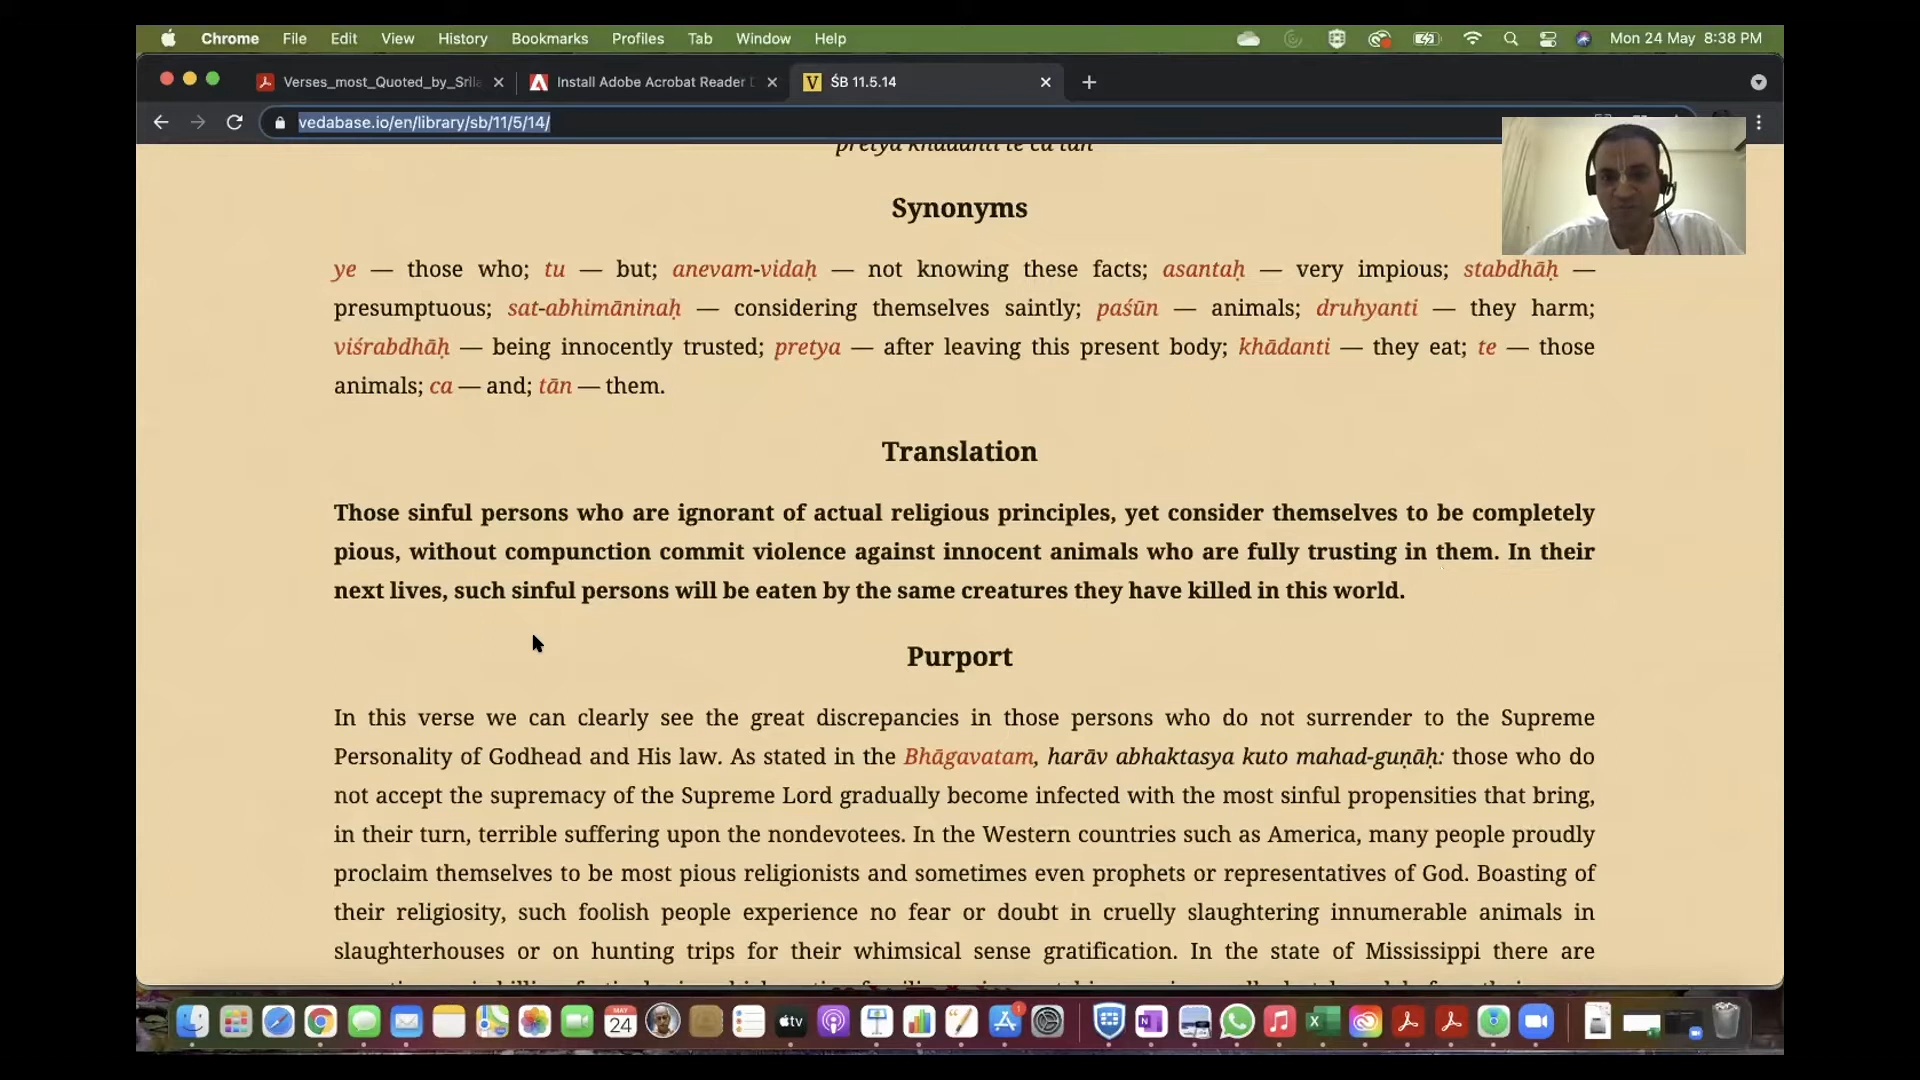 Chrome File Edit View History Bookmarks Profiles Tab Window Help Mon 24 May 8:38 PM
Verses_most_Quoted_by_Srila Install Adobe Acrobat Reader ŚB 11.5.14
vedabase.io/en/library/sb/11/5/14/
pretya khādanti te ca tān
Synonyms
ye — those who; tu — but; anevam-vidaḥ — not knowing these facts; asantaḥ — very impious; stabdhāḥ —
presumptuous; sat-abhimāninaḥ — considering themselves saintly; paśūn — animals; druhyanti — they harm;
viśrabdhāḥ — being innocently trusted; pretya — after leaving this present body; khādanti — they eat; te — those
animals; ca — and; tān — them.
Translation
Those sinful persons who are ignorant of actual religious principles, yet consider themselves to be completely
pious, without compunction commit violence against innocent animals who are fully trusting in them. In their
next lives, such sinful persons will be eaten by the same creatures they have killed in this world.
Purport
In this verse we can clearly see the great discrepancies in those persons who do not surrender to the Supreme
Personality of Godhead and His law. As stated in the Bhāgavatam, harāv abhaktasya kuto mahad-guṇāḥ: those who do
not accept the supremacy of the Supreme Lord gradually become infected with the most sinful propensities that bring,
in their turn, terrible suffering upon the nondevotees. In the Western countries such as America, many people proudly
proclaim themselves to be most pious religionists and sometimes even prophets or representatives of God. Boasting of
their religiosity, such foolish people experience no fear or doubt in cruelly slaughtering innumerable animals in
slaughterhouses or on hunting trips for their whimsical sense gratification. In the state of Mississippi there are
MAY
24
tv